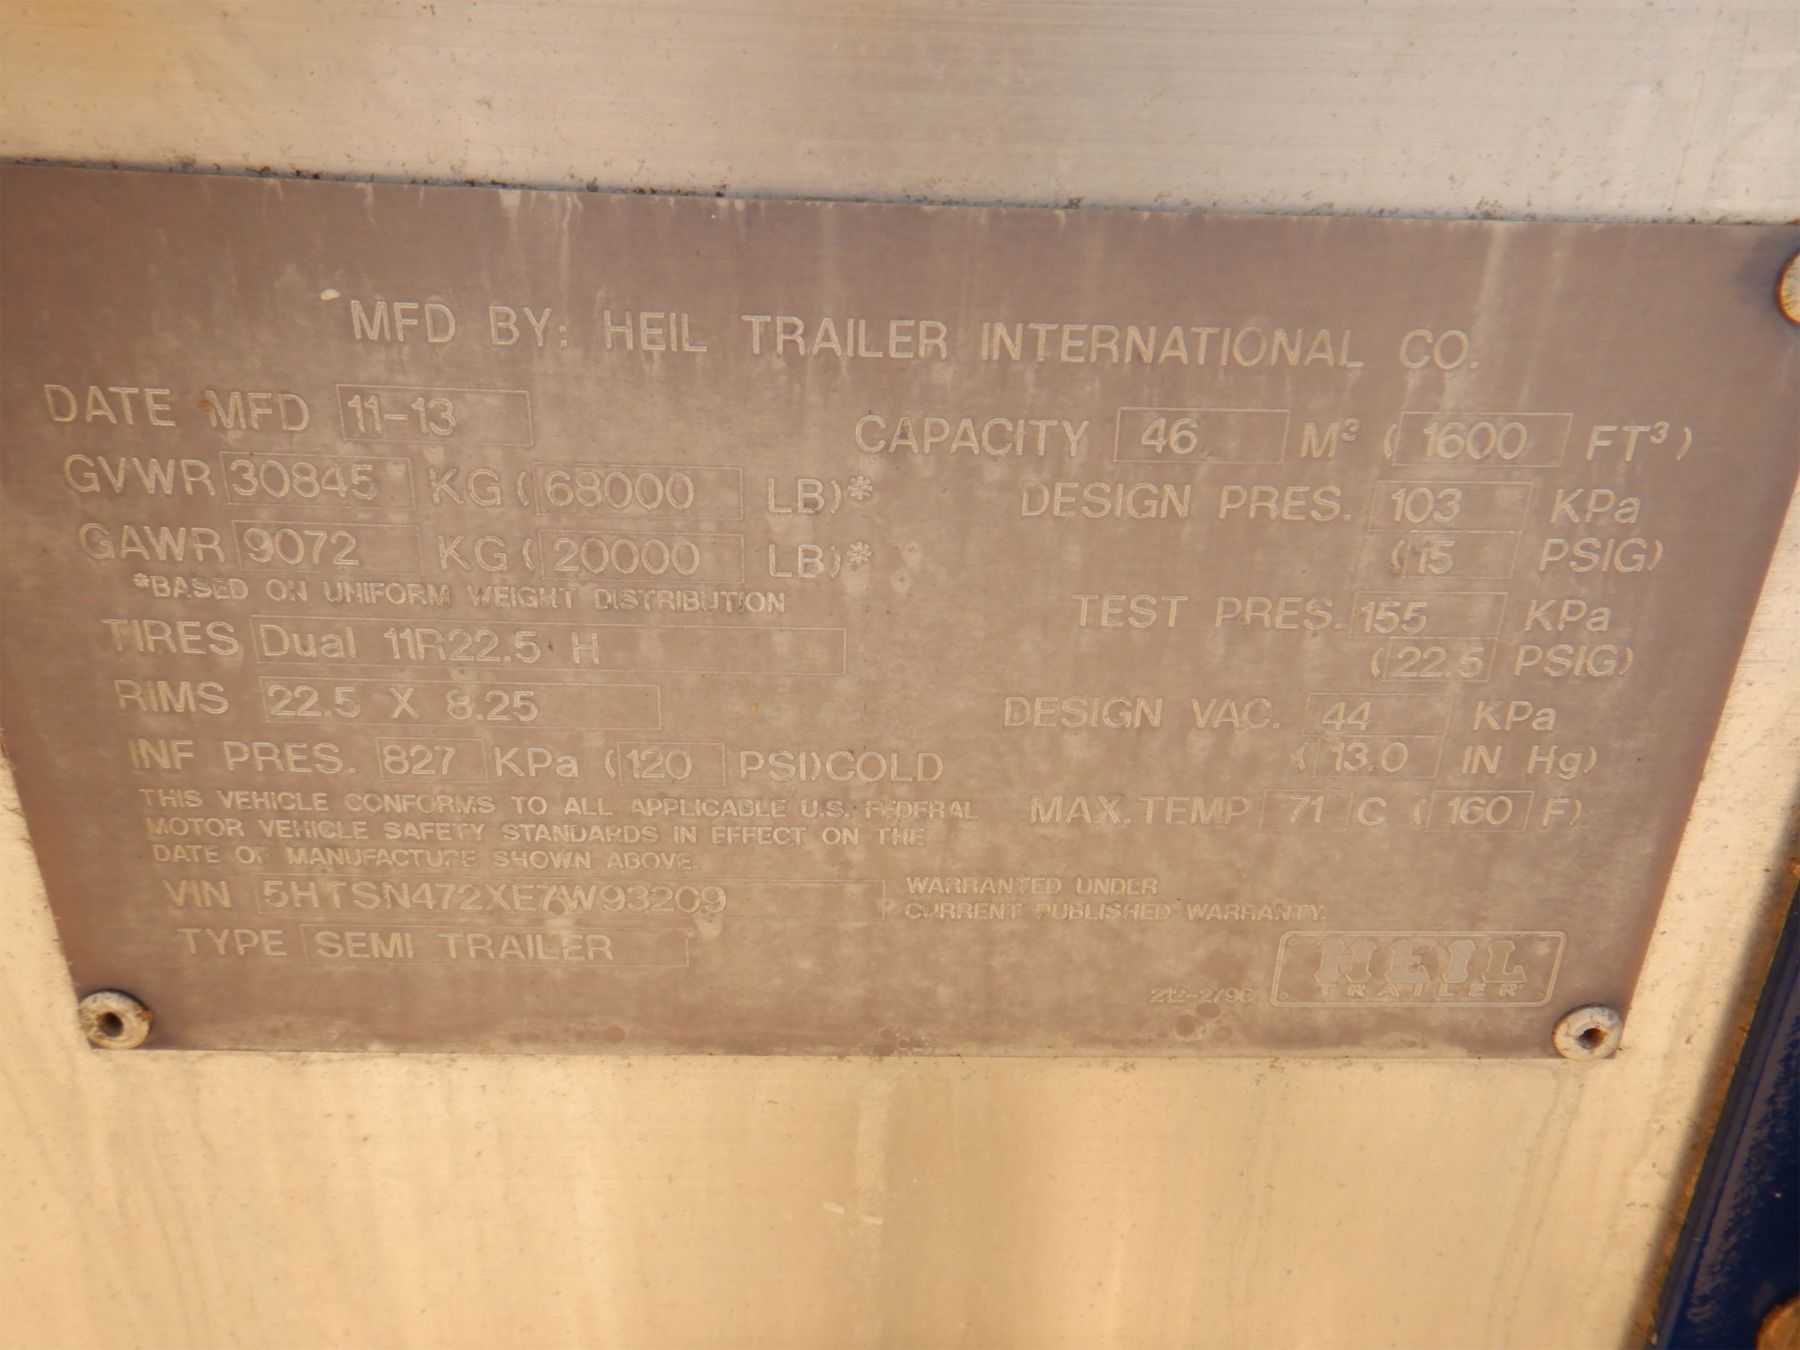 MFD BY: HEIL TRAILER INTERNATIONAL CO.
DATE MFD 11-13
GVWR 30845 KG (68000 LB)*
GAWR 9072 KG (20000 LB)*
*BASED ON UNIFORM WEIGHT DISTRIBUTION
TIRES Dual 11R22.5 H
RIMS 22.5 X 8.25
INF PRES. 827 KPa (120 PSI)COLD
THIS VEHICLE CONFORMS TO ALL APPLICABLE U.S. FEDERAL
MOTOR VEHICLE SAFETY STANDARDS IN EFFECT ON THE
DATE OF MANUFACTURE SHOWN ABOVE.
VIN 5HTSN472XE7W93209
TYPE SEMI TRAILER
CAPACITY 46 M³ (1600 FT³)
DESIGN PRES. 103 KPa
(15 PSIG)
TEST PRES. 155 KPa
(22.5 PSIG)
DESIGN VAC. 44 KPa
(13.0 IN Hg)
MAX. TEMP 71 C (160 F)
WARRANTED UNDER
CURRENT PUBLISHED WARRANTY.
HEIL
TRAILER